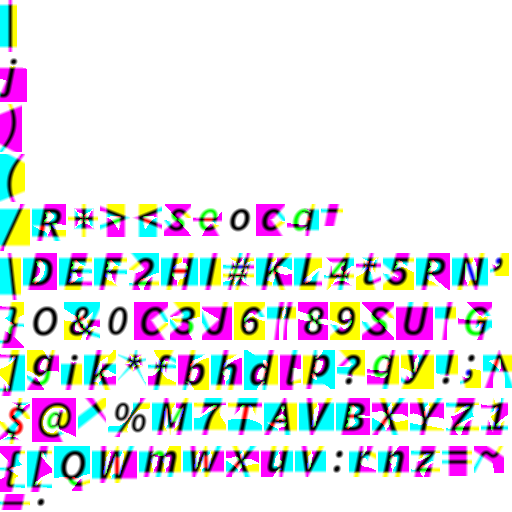 |
j
)
(
/ R * > < s e o c a "
\ D E F 2 H I # K L 4 t 5 P N ,
} O & 0 C 3 J 6 " 8 9 S U | G
] g i k * f b h d l p ? q y ! ; ^
$ @ ` % M 7 T A V B X Y Z 1
{ [ Q W m w x u v : r n z = ~
- .